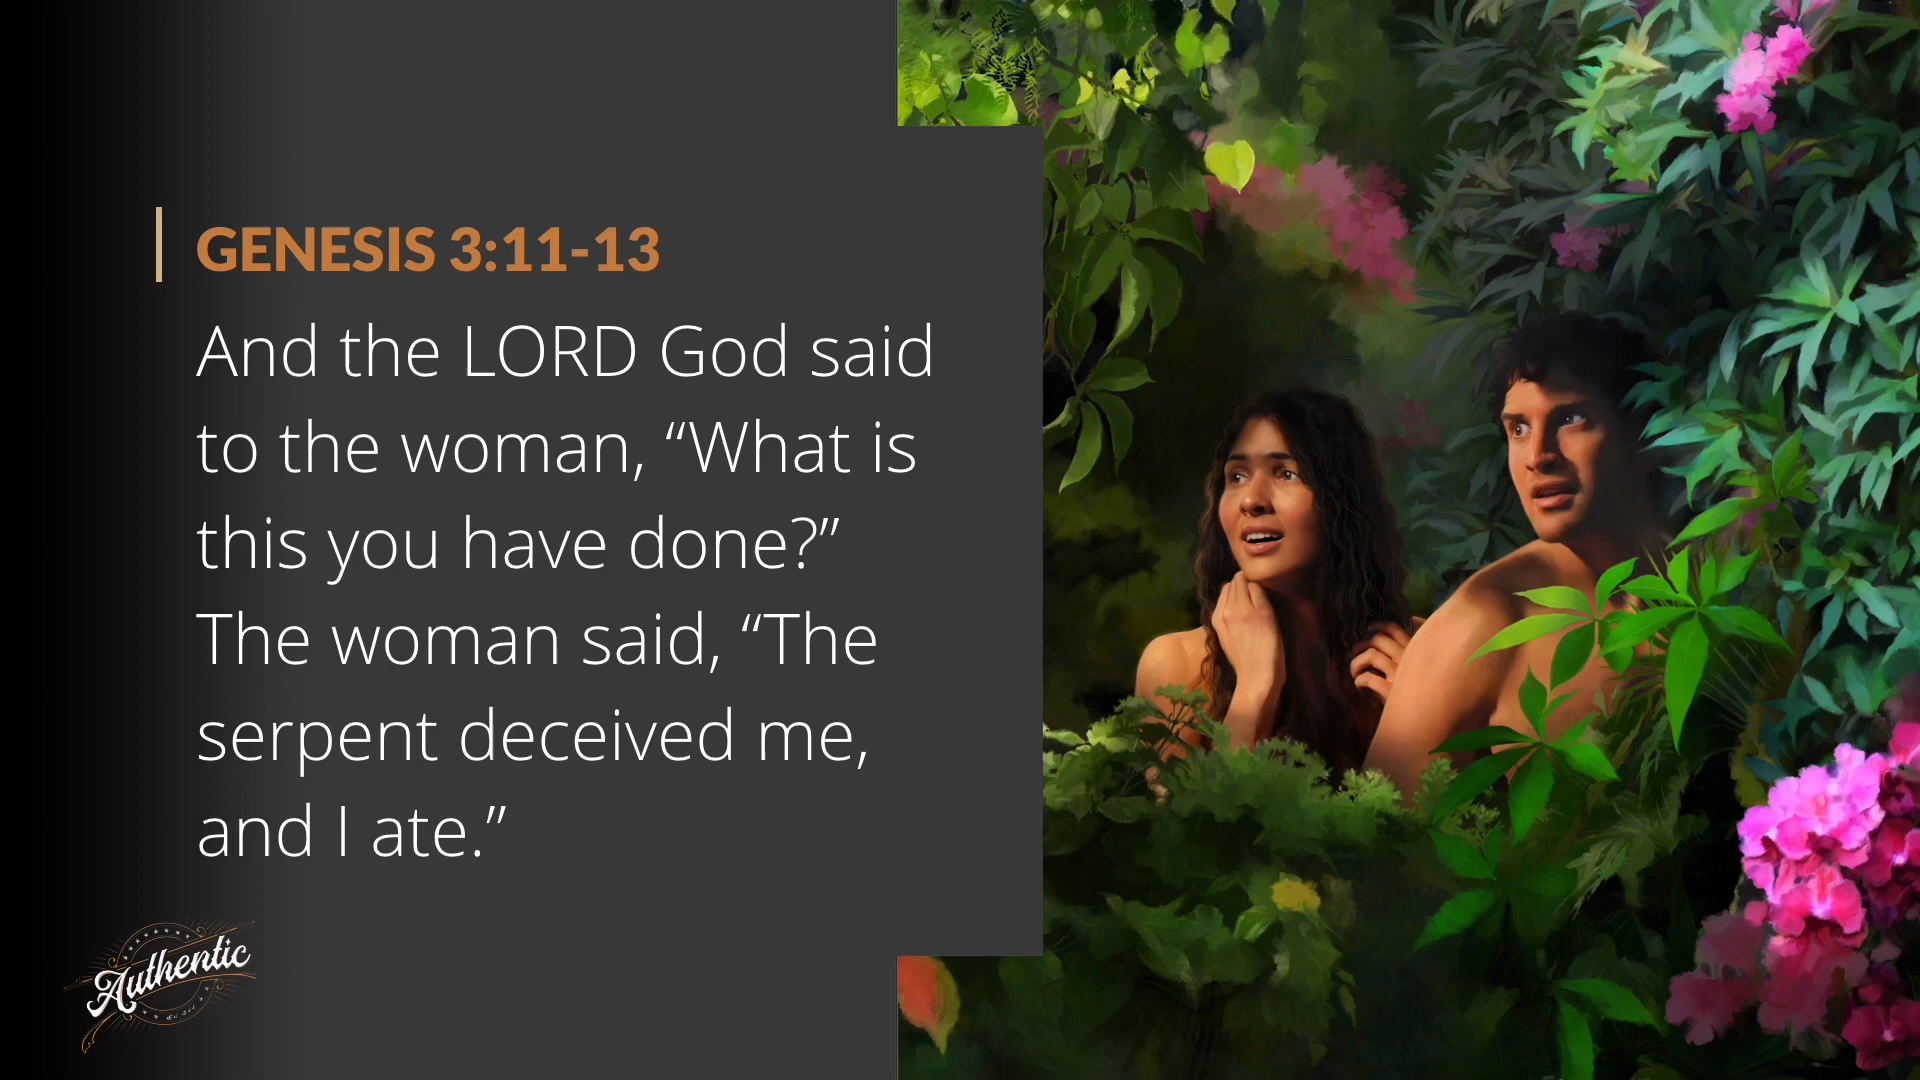 GENESIS 3:11-13
And the LORD God said
to the woman, “What is
this you have done?”
The woman said, “The
serpent deceived me,
and I ate.”
Authentic